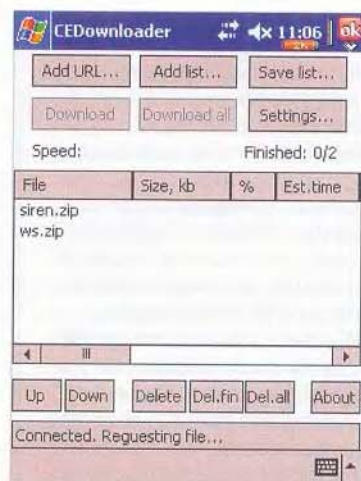 CEDownloader 11:06 ok
Add URL... Add list... Save list...
Download Download all Settings...
Speed: Finished: 0/2
File Size, kb % Est.time
siren.zip
ws.zip
Up Down Delete Del.fin Del.all About
Connected. Reguesting file...